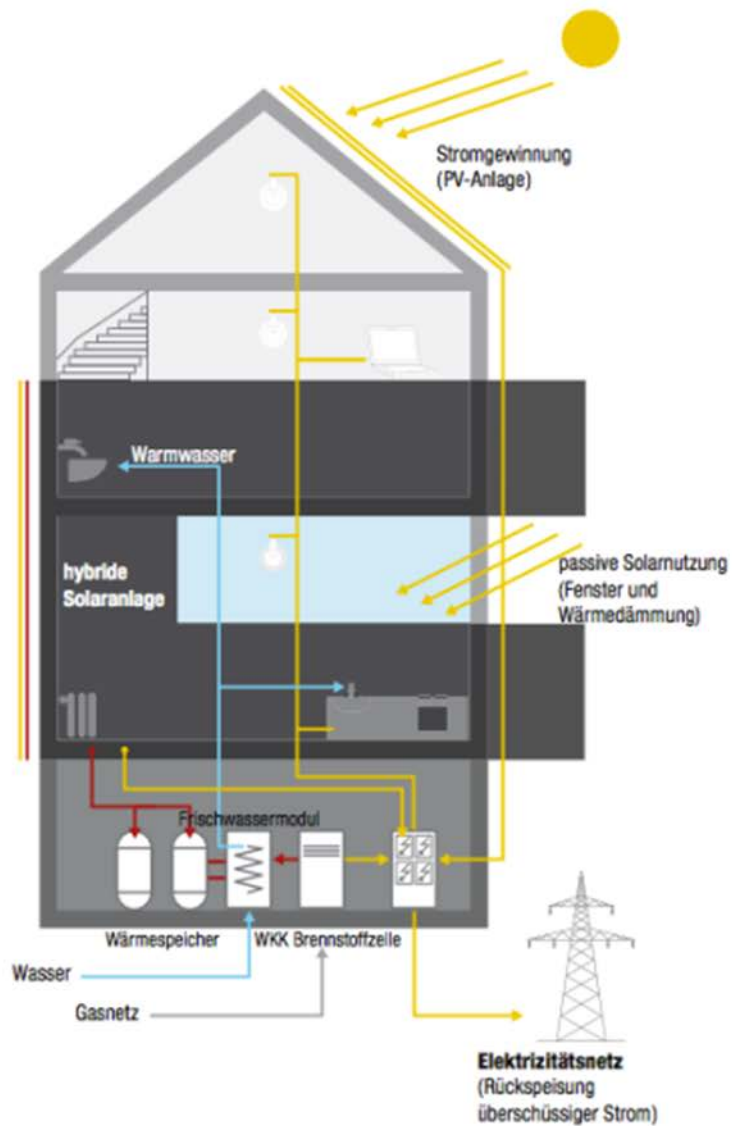 Stromgewinnung
(PV-Anlage)
Warmwasser
hybride
Solaranlage
passive Solarnutzung
(Fenster und
Wärmedämmung)
Frischwassermodul
Wärmespeicher
WKK Brennstoffzelle
Wasser
Gasnetz
Elektrizitätsnetz
(Rückspeisung
überschüssiger Strom)